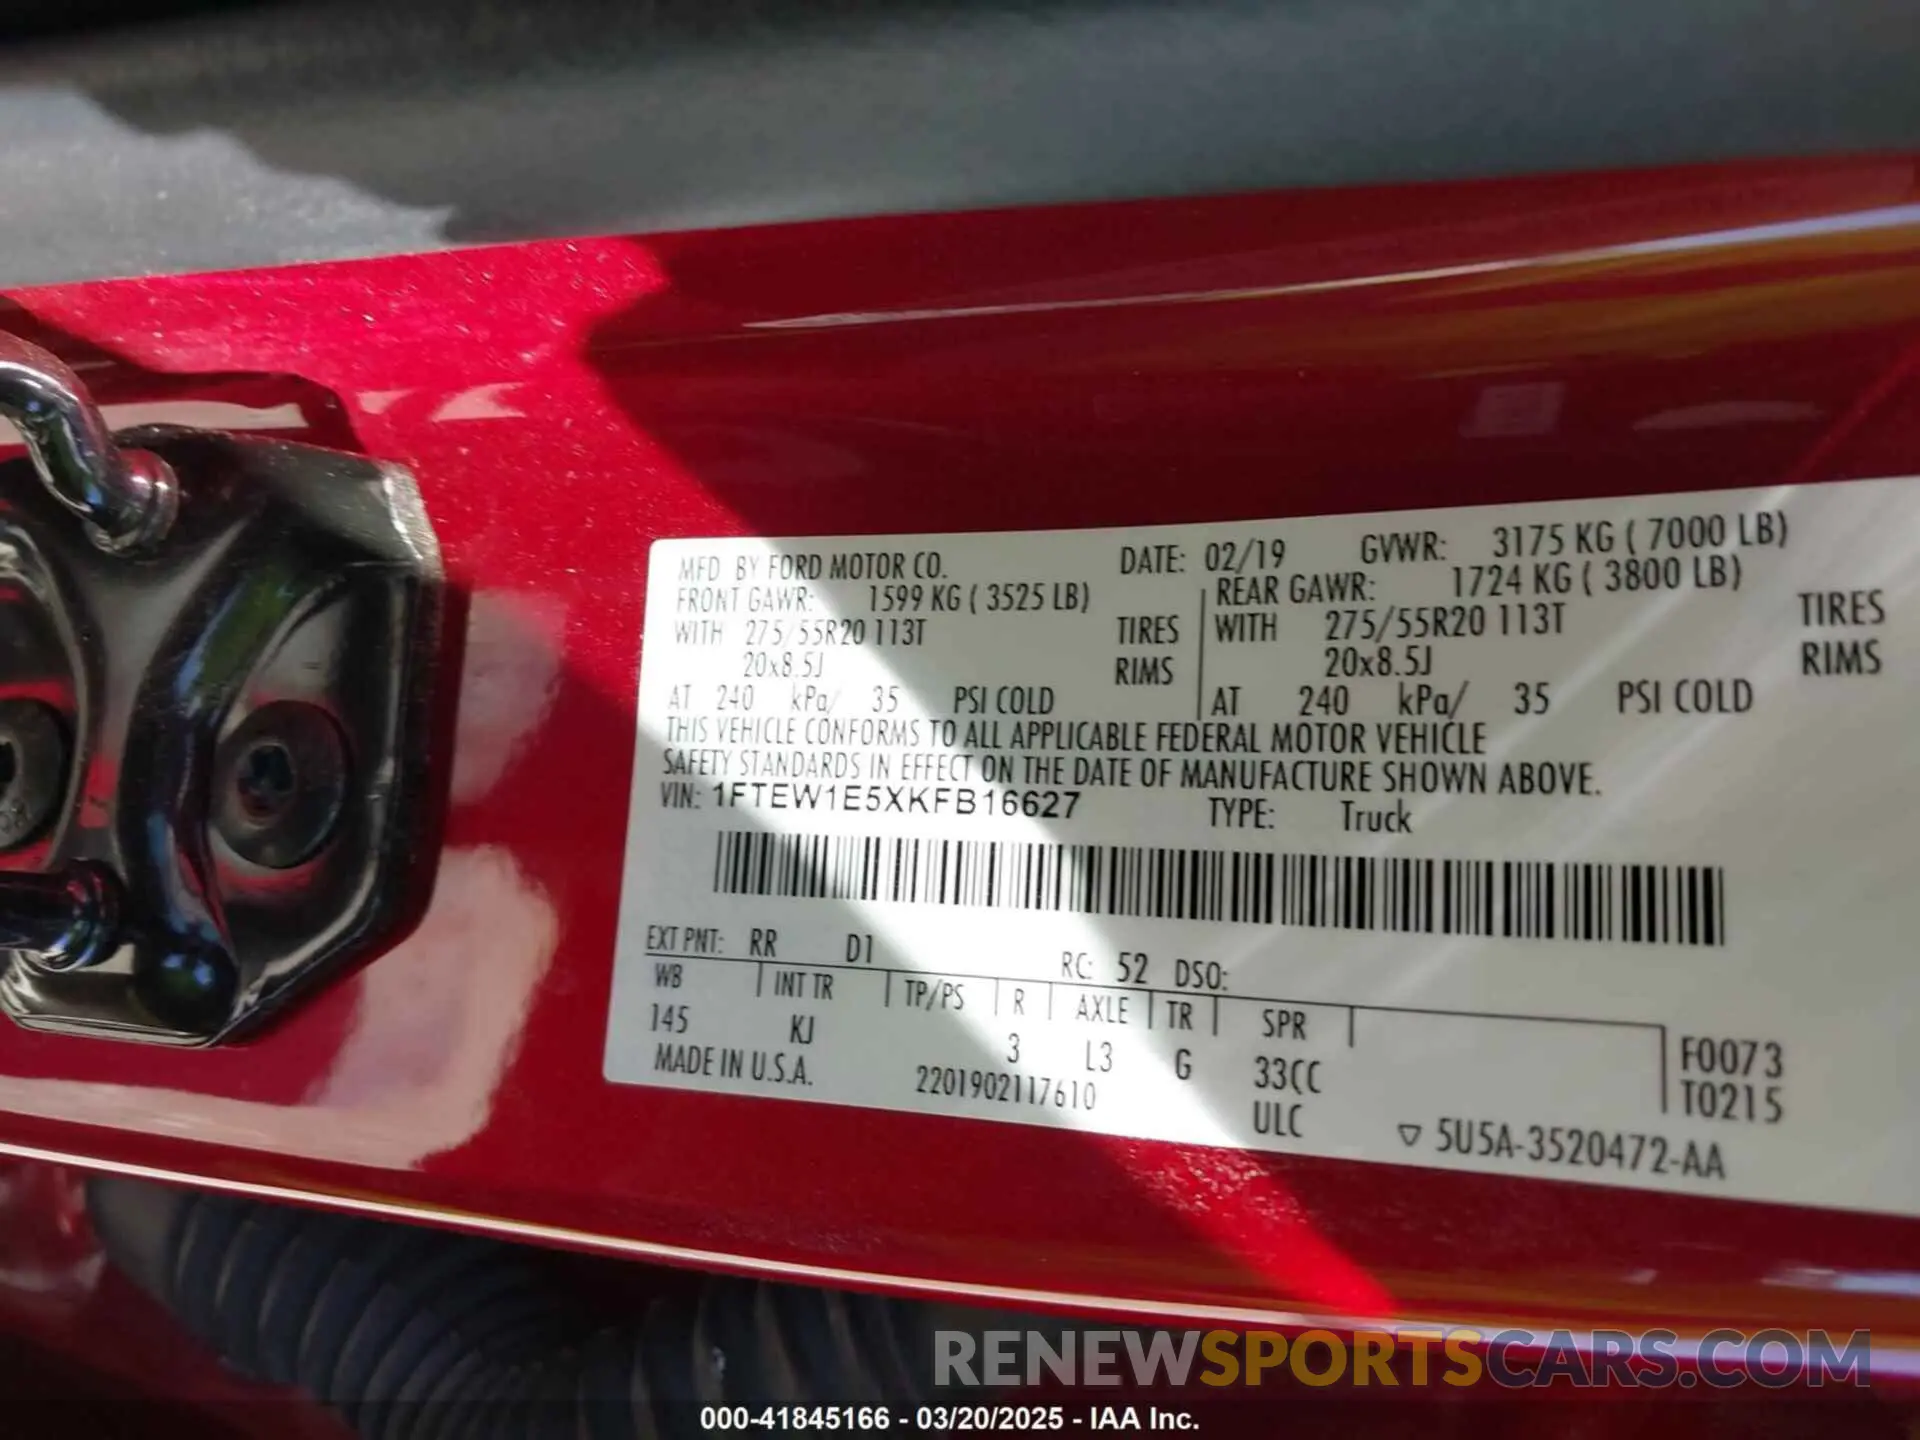 MFD BY FORD MOTOR CO. DATE: 02/19 GVWR: 3175 KG ( 7000 LB)
FRONT GAWR: 1599 KG ( 3525 LB) REAR GAWR: 1724 KG ( 3800 LB)
WITH 275/55R20 113T TIRES WITH 275/55R20 113T TIRES
20x8.5J RIMS 20x8.5J RIMS
AT 240 kPa/ 35 PSI COLD AT 240 kPa/ 35 PSI COLD
THIS VEHICLE CONFORMS TO ALL APPLICABLE FEDERAL MOTOR VEHICLE
SAFETY STANDARDS IN EFFECT ON THE DATE OF MANUFACTURE SHOWN ABOVE.
VIN: 1FTEW1E5XKFB16627 TYPE: Truck
EXT PNT: RR D1 RC: 52 DSO:
WB INT TR TP/PS R AXLE TR SPR
145 KJ 3 L3 G 33CC F0073
MADE IN U.S.A. 2201902117610 ULC T0215
▽ 5U5A-3520472-AA
RENEWSPORTSCARS.COM
000-41845166 - 03/20/2025 - IAA Inc.